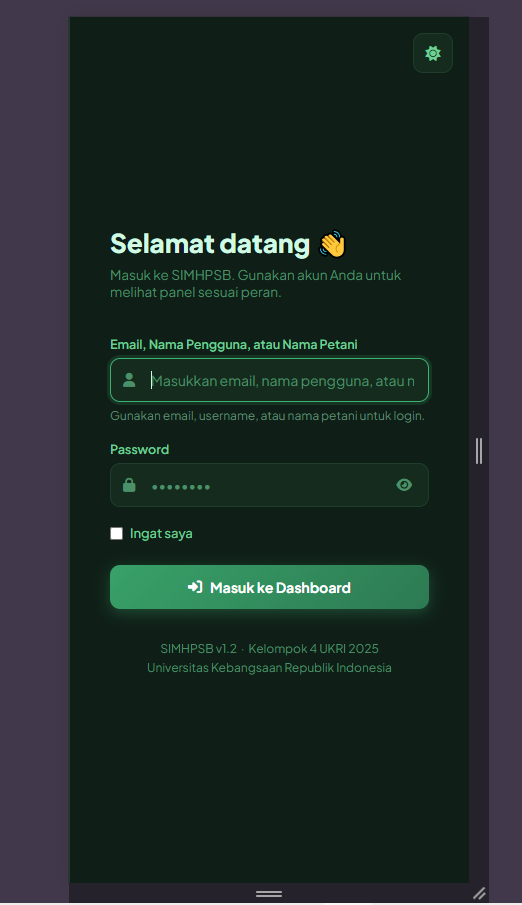 Selamat datang 👋
Masuk ke SIMHPSB. Gunakan akun Anda untuk
melihat panel sesuai peran.
Email, Nama Pengguna, atau Nama Petani
Masukkan email, nama pengguna, atau n
Gunakan email, username, atau nama petani untuk login.
Password
••••••••
Ingat saya
Masuk ke Dashboard
SIMHPSB v1.2 · Kelompok 4 UKRI 2025
Universitas Kebangsaan Republik Indonesia